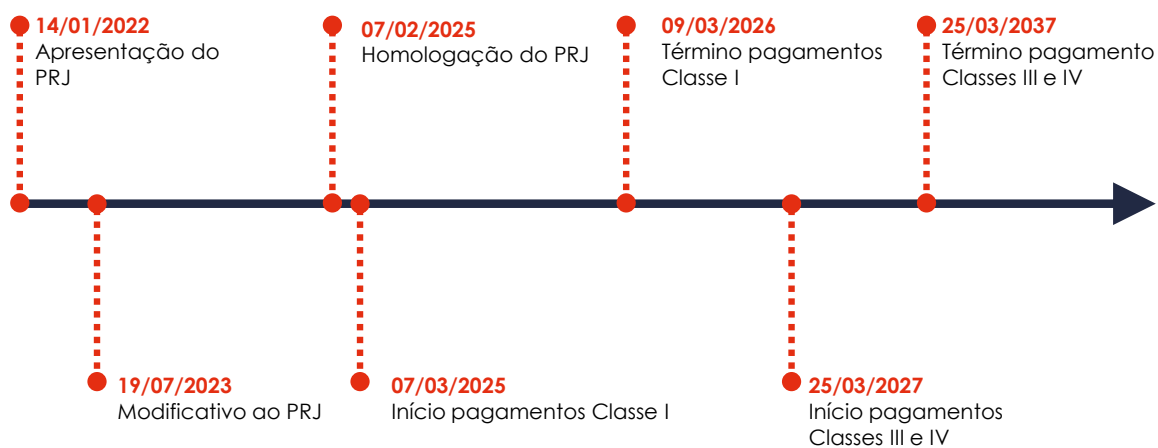 14/01/2022
Apresentação do
PRJ
07/02/2025
Homologação do PRJ
09/03/2026
Término pagamentos
Classe I
25/03/2037
Término pagamento
Classes III e IV
19/07/2023
Modificativo ao PRJ
07/03/2025
Início pagamentos Classe I
25/03/2027
Início pagamentos
Classes III e IV